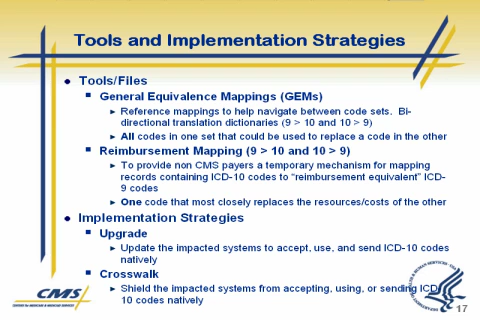 Tools and Implementation Strategies
Tools/Files
General Equivalence Mappings (GEMs)
Reference mappings to help navigate between code sets. Bi-
directional translation dictionaries (9 > 10 and 10 > 9)
All codes in one set that could be used to replace a code in the other
Reimbursement Mapping (9 > 10 and 10 > 9)
To provide non CMS payers a temporary mechanism for mapping
records containing ICD-10 codes to “reimbursement equivalent” ICD-
9 codes
One code that most closely replaces the resources/costs of the other
Implementation Strategies
Upgrade
Update the impacted systems to accept, use, and send ICD-10 codes
natively
Crosswalk
Shield the impacted systems from accepting, using, or sending ICD-
10 codes natively
CMS
CENTERS for MEDICARE & MEDICAID SERVICES
17